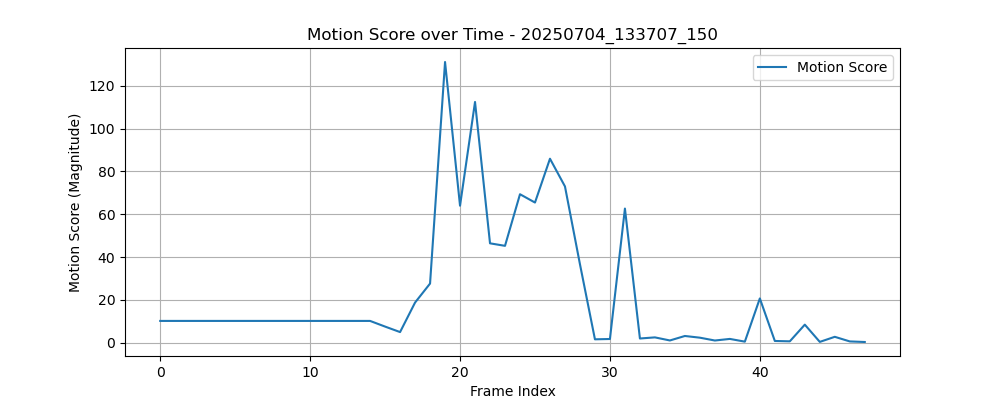 Motion Score over Time - 20250704_133707_150
Motion Score
Motion Score (Magnitude)
120
100
80
60
40
20
0
0 10 20 30 40
Frame Index